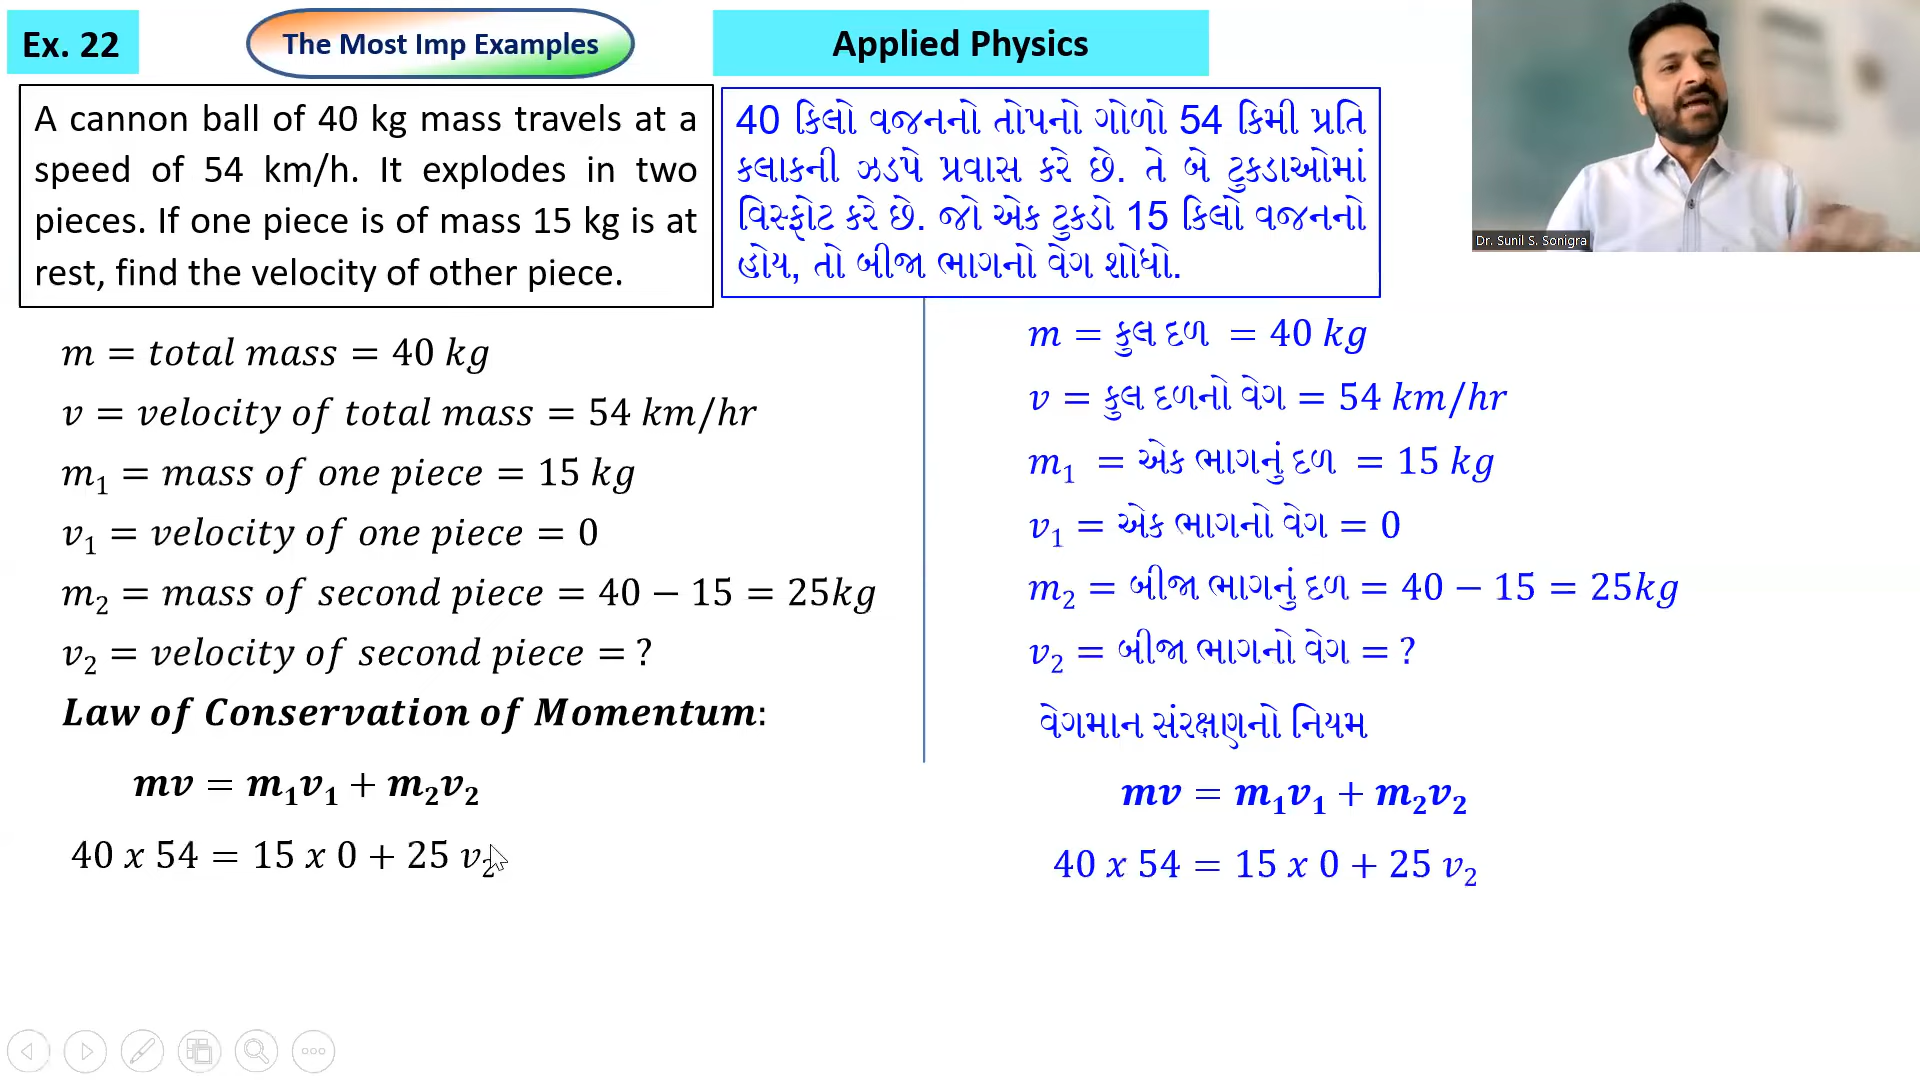 Ex. 22
The Most Imp Examples
Applied Physics
A cannon ball of 40 kg mass travels at a
speed of 54 km/h. It explodes in two
pieces. If one piece is of mass 15 kg is at
rest, find the velocity of other piece.
40 કિલો વજનનો તોપનો ગોળો 54 કિમી પ્રતિ
કલાકની ઝડપે પ્રવાસ કરે છે. તે બે ટુકડાઓમાં
વિસ્ફોટ કરે છે. જો એક ટુકડો 15 કિલો વજનનો
હોય, તો બીજા ભાગનો વેગ શોધો.
Dr. Sunil S. Sonigra
m = total mass = 40 kg
v = velocity of total mass = 54 km/hr
m₁ = mass of one piece = 15 kg
v₁ = velocity of one piece = 0
m₂ = mass of second piece = 40 − 15 = 25kg
v₂ = velocity of second piece = ?
Law of Conservation of Momentum:
mv = m₁v₁ + m₂v₂
40 x 54 = 15 x 0 + 25 v₂
m = કુલ દળ = 40 kg
v = કુલ દળનો વેગ = 54 km/hr
m₁ = એક ભાગનું દળ = 15 kg
v₁ = એક ભાગનો વેગ = 0
m₂ = બીજા ભાગનું દળ = 40 − 15 = 25kg
v₂ = બીજા ભાગનો વેગ = ?
વેગમાન સંરક્ષણનો નિયમ
mv = m₁v₁ + m₂v₂
40 x 54 = 15 x 0 + 25 v₂